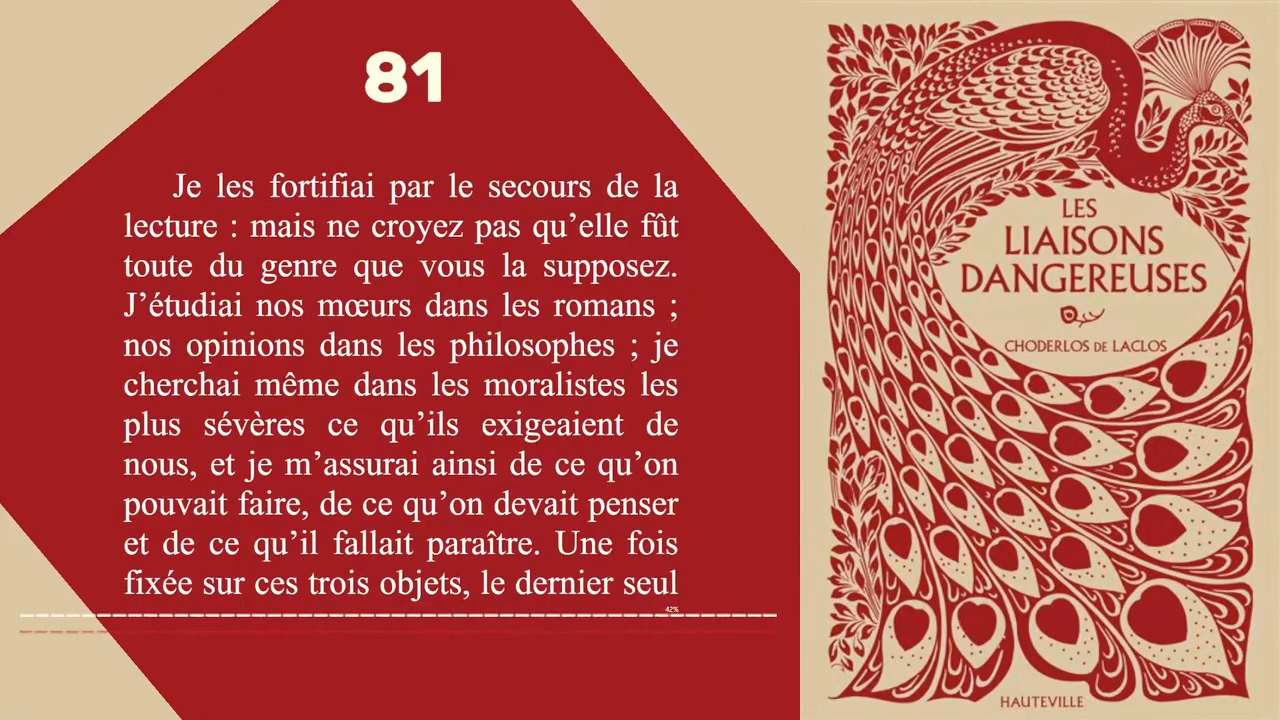 81
Je les fortifiai par le secours de la
lecture : mais ne croyez pas qu’elle fût
toute du genre que vous la supposez.
J’étudiai nos mœurs dans les romans ;
nos opinions dans les philosophes ; je
cherchai même dans les moralistes les
plus sévères ce qu’ils exigeaient de
nous, et je m’assurai ainsi de ce qu’on
pouvait faire, de ce qu’on devait penser
et de ce qu’il fallait paraître. Une fois
fixée sur ces trois objets, le dernier seul
42%
LES
LIAISONS
DANGEREUSES
CHODERLOS DE LACLOS
HAUTEVILLE